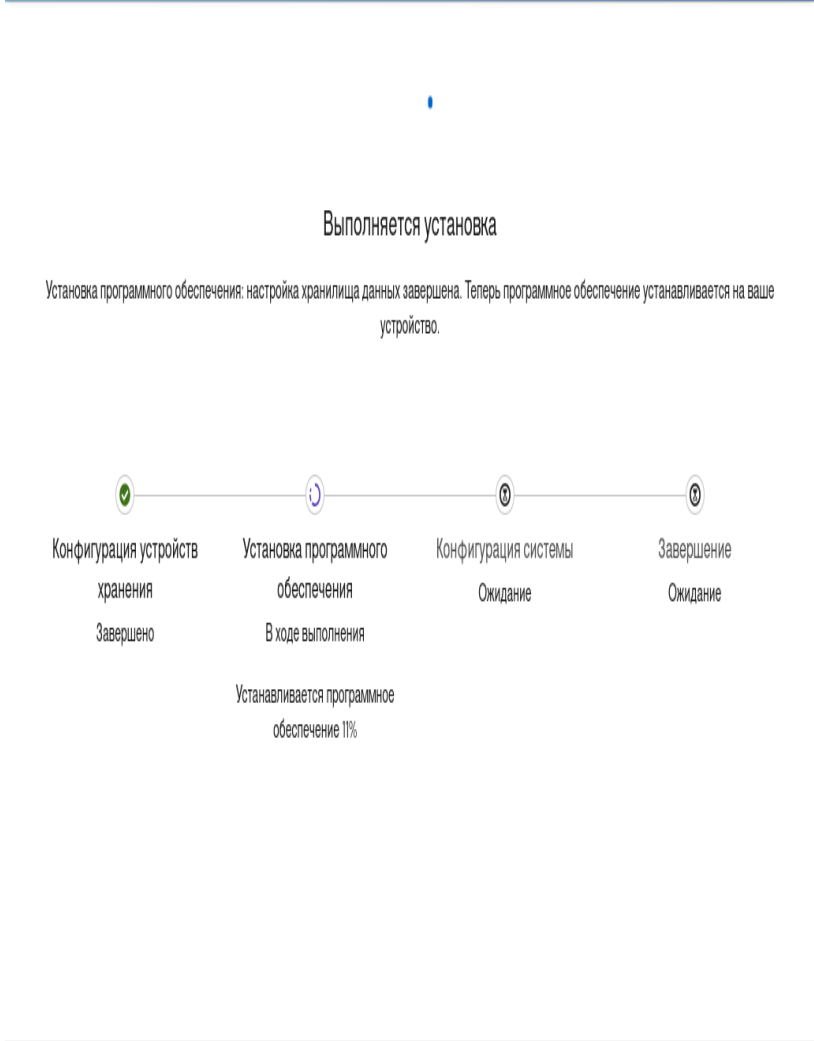 Выполняется установка
Установка программного обеспечения: настройка хранилища данных завершена. Теперь программное обеспечение устанавливается на ваше
устройство.
Конфигурация устройств
хранения
Завершено
Установка программного
обеспечения
В ходе выполнения
Устанавливается программное
обеспечение 11%
Конфигурация системы
Ожидание
Завершение
Ожидание